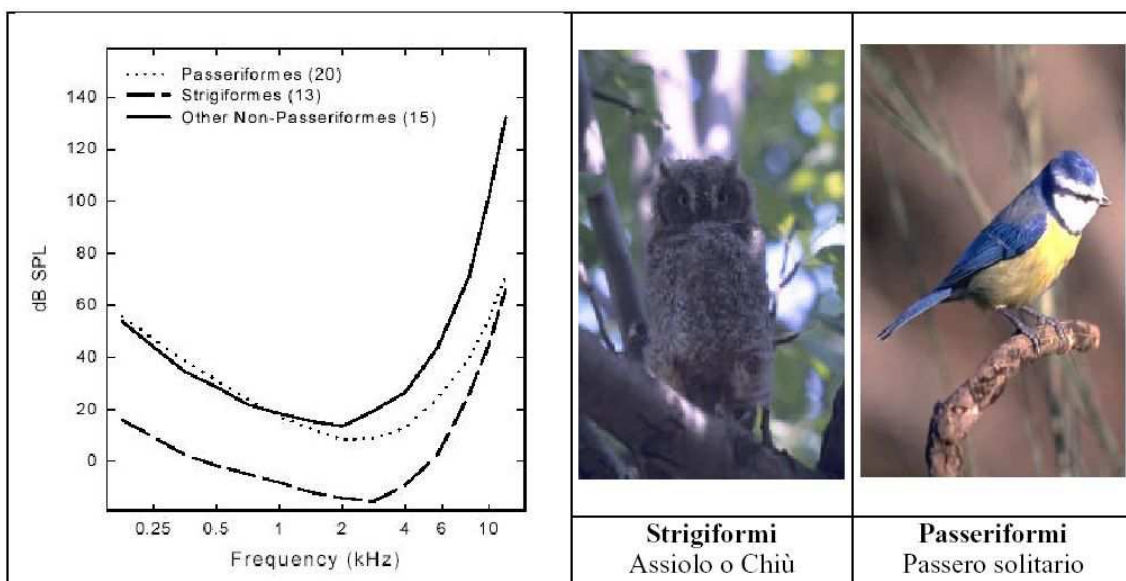 Passeriformes (20)
Strigiformes (13)
Other Non-Passeriformes (15)
140
120
100
80
60
40
20
0
dB SPL
0.25 0.5 1 2 4 6 10
Frequency (kHz)
Strigiformi
Assiolo o Chiù
Passeriformi
Passero solitario